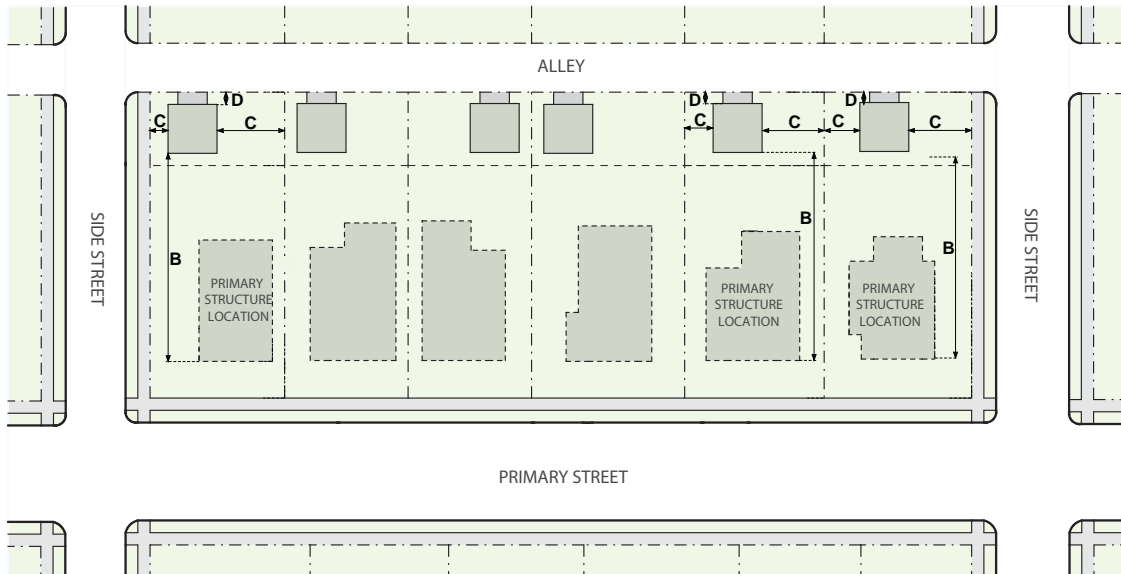 ALLEY
D
D
D
C
C
C
C
C
C
B
B
B
SIDE STREET
SIDE STREET
PRIMARY
STRUCTURE
LOCATION
PRIMARY
STRUCTURE
LOCATION
PRIMARY
STRUCTURE
LOCATION
PRIMARY STREET